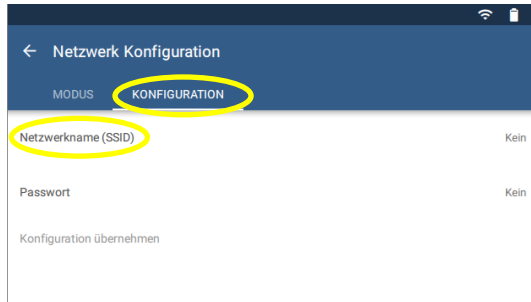 Netzwerk Konfiguration
MODUS KONFIGURATION
Netzwerkname (SSID) Kein
Passwort Kein
Konfiguration übernehmen